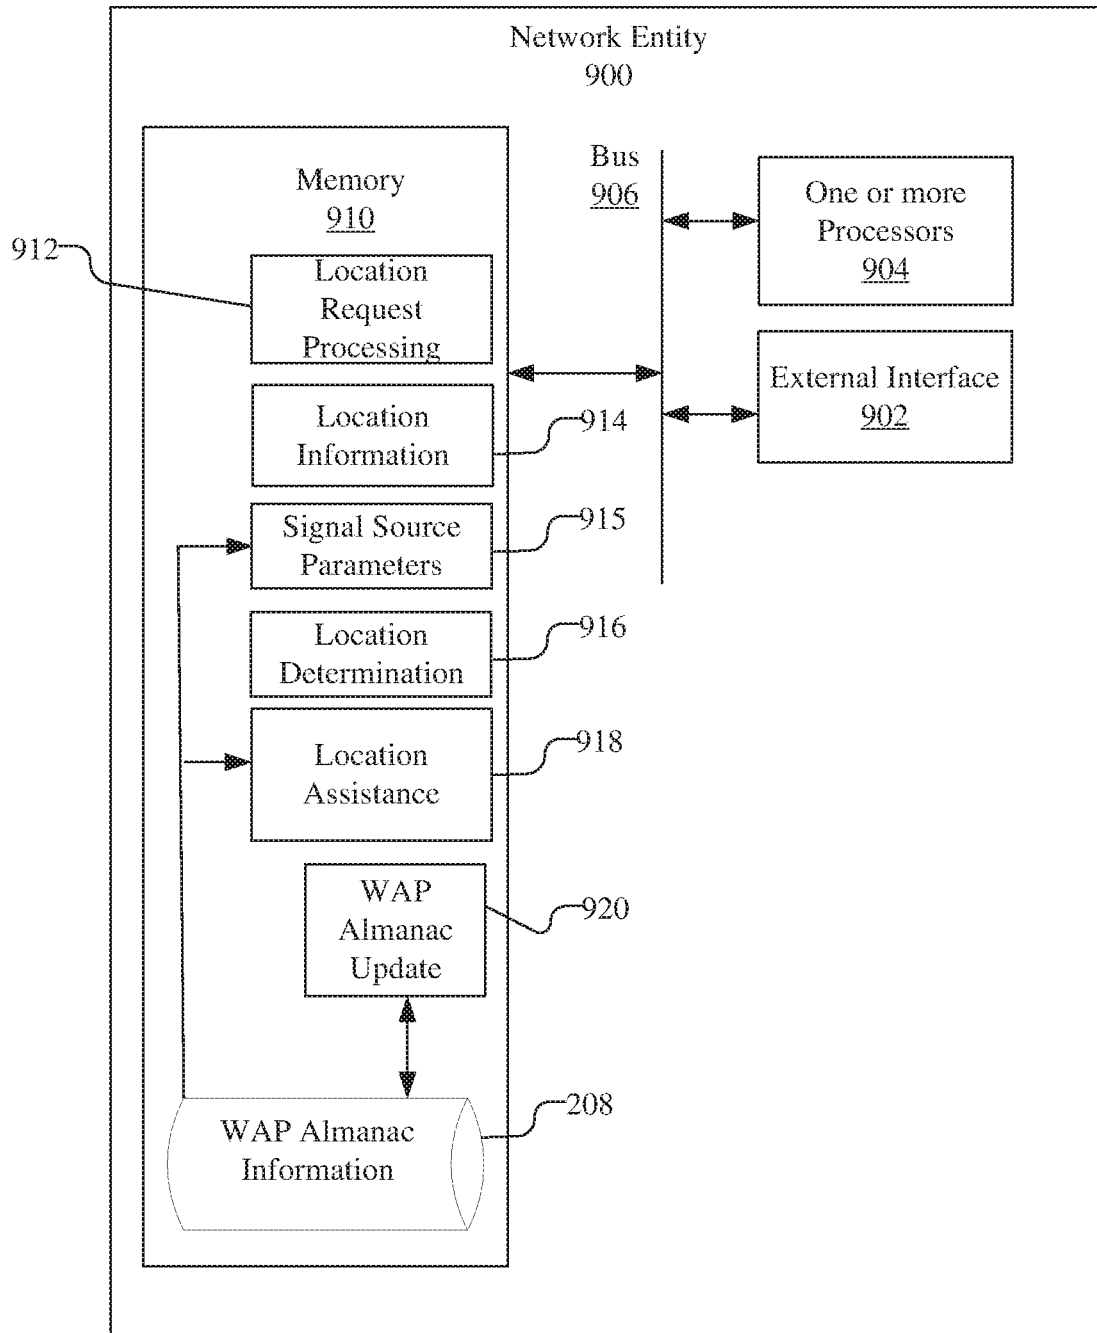 Network Entity
900
Memory
910
Bus
906
One or more
Processors
904
912
Location
Request
Processing
External Interface
902
Location
Information
914
Signal Source
Parameters
915
Location
Determination
916
Location
Assistance
918
WAP
Almanac
Update
920
WAP Almanac
Information
208